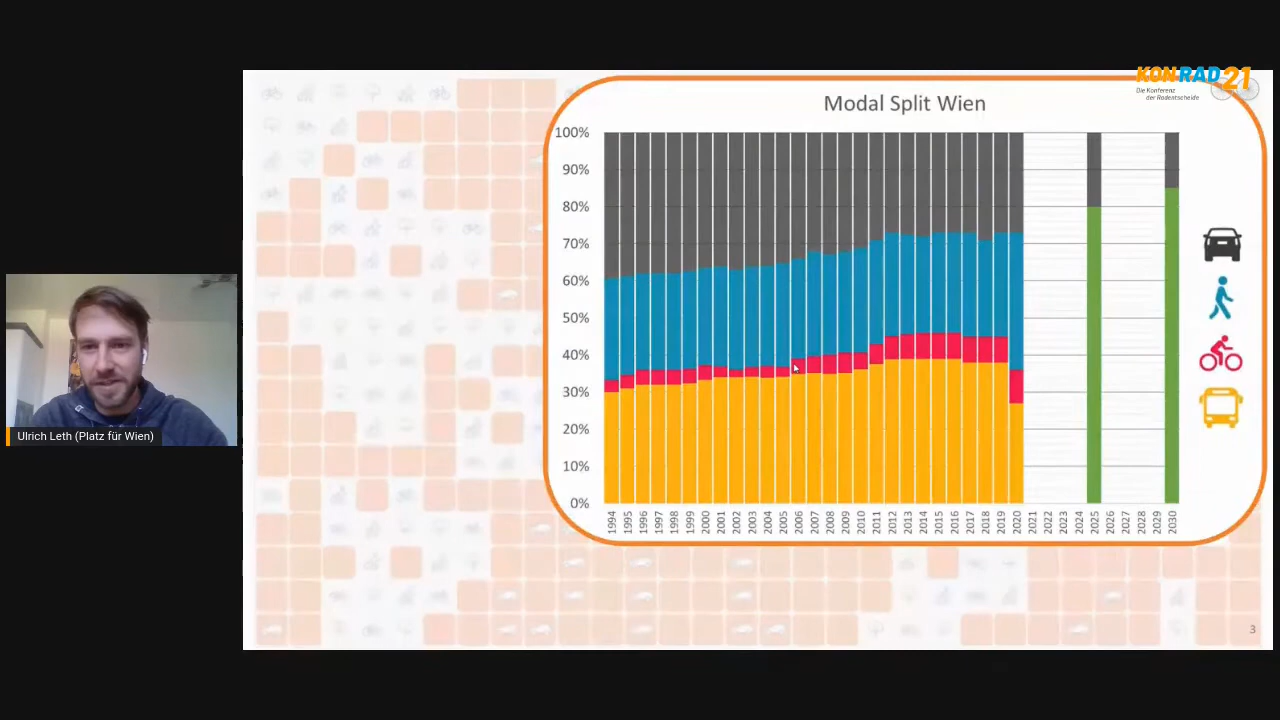 KONRAD21
Die Konferenz
der Radentscheide
Modal Split Wien
100%
90%
80%
70%
60%
50%
40%
30%
20%
10%
0%
1994 1995 1996 1997 1998 1999 2000 2001 2002 2003 2004 2005 2006 2007 2008 2009 2010 2011 2012 2013 2014 2015 2016 2017 2018 2019 2020 2021 2022 2023 2024 2025 2026 2027 2028 2029 2030
Ulrich Leth (Platz für Wien)
3